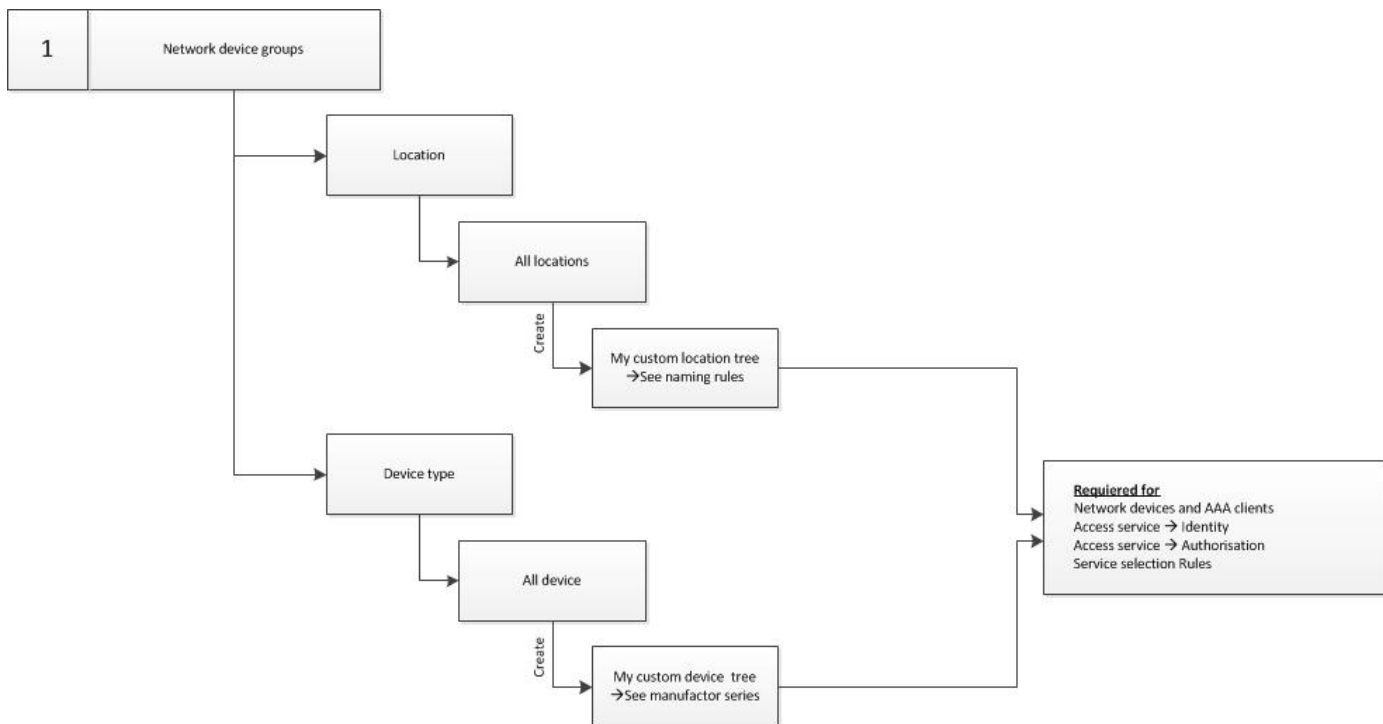 1
Network device groups
Location
All locations
Create
My custom location tree
→See naming rules
Device type
All device
Create
My custom device tree
→See manufactor series
Requiered for
Network devices and AAA clients
Access service → Identity
Access service → Authorisation
Service selection Rules